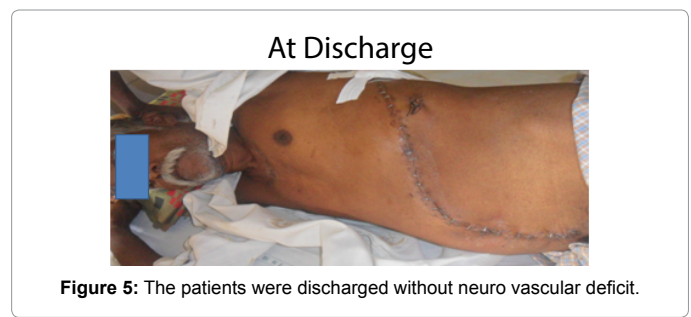 At Discharge
Figure 5: The patients were discharged without neuro vascular deficit.